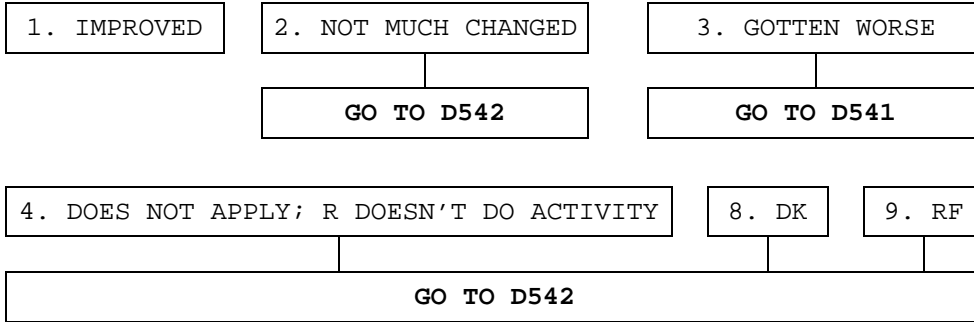 1. IMPROVED 2. NOT MUCH CHANGED 3. GOTTEN WORSE
GO TO D542 GO TO D541
4. DOES NOT APPLY; R DOESN'T DO ACTIVITY 8. DK 9. RF
GO TO D542